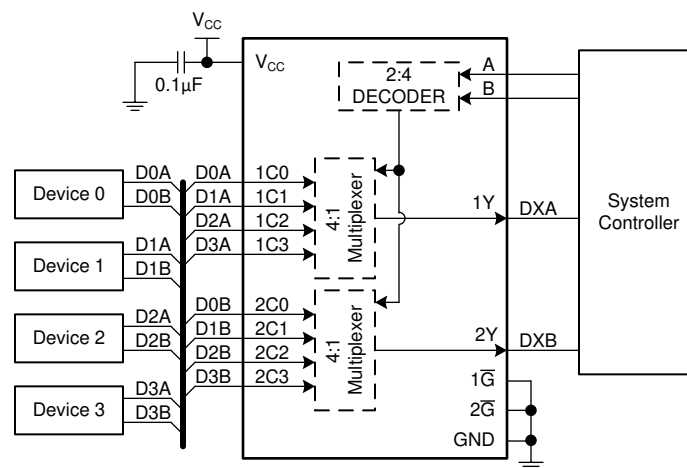 VCC
0.1µF
VCC
2:4
DECODER
A
B
System
Controller
Device 0
D0A
D0B
Device 1
D1A
D1B
Device 2
D2A
D2B
Device 3
D3A
D3B
D0A 1C0
D1A 1C1
D2A 1C2
D3A 1C3
4:1
Multiplexer
1Y DXA
D0B 2C0
D1B 2C1
D2B 2C2
D3B 2C3
4:1
Multiplexer
2Y DXB
1G̅
2G̅
GND